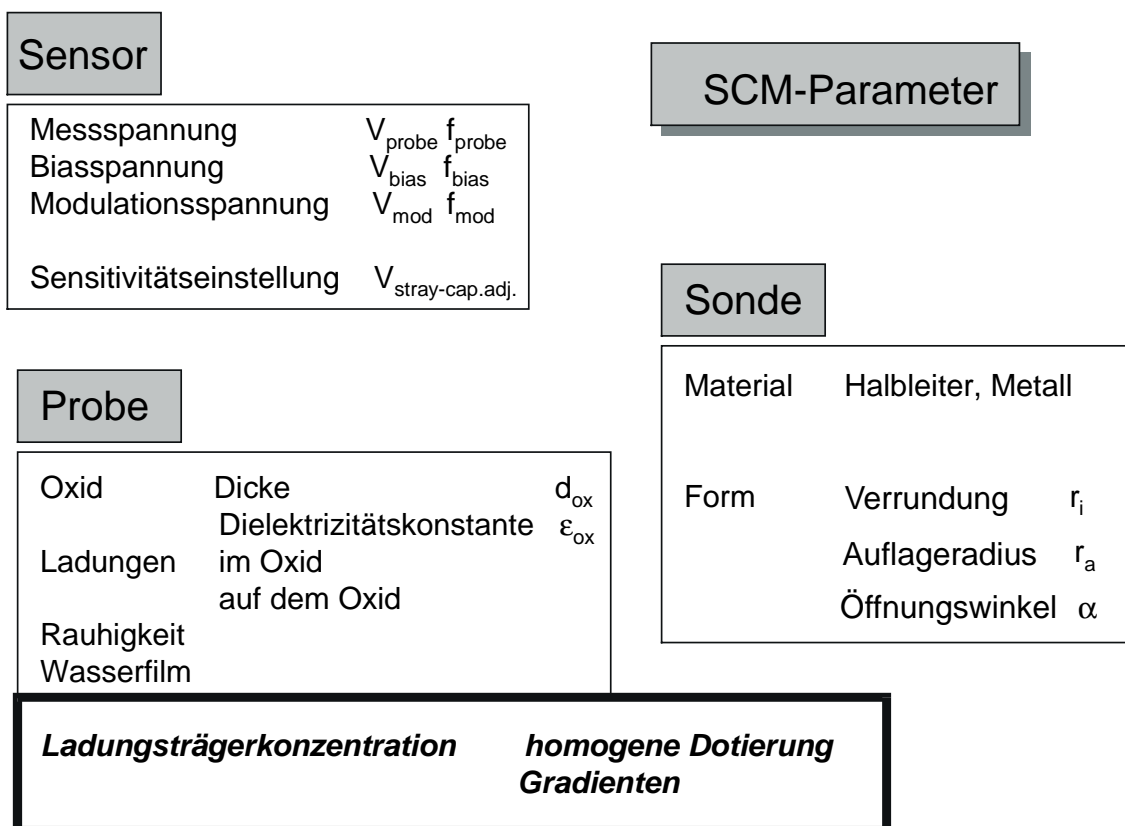 Sensor
Messspannung V_probe f_probe
Biasspannung V_bias f_bias
Modulationsspannung V_mod f_mod
Sensitivitätseinstellung V_stray-cap.adj.
SCM-Parameter
Sonde
Material Halbleiter, Metall
Form Verrundung r_i
Auflageradius r_a
Öffnungswinkel α
Probe
Oxid Dicke d_ox
Dielektrizitätskonstante ε_ox
Ladungen im Oxid
auf dem Oxid
Rauhigkeit
Wasserfilm
Ladungsträgerkonzentration homogene Dotierung
Gradienten